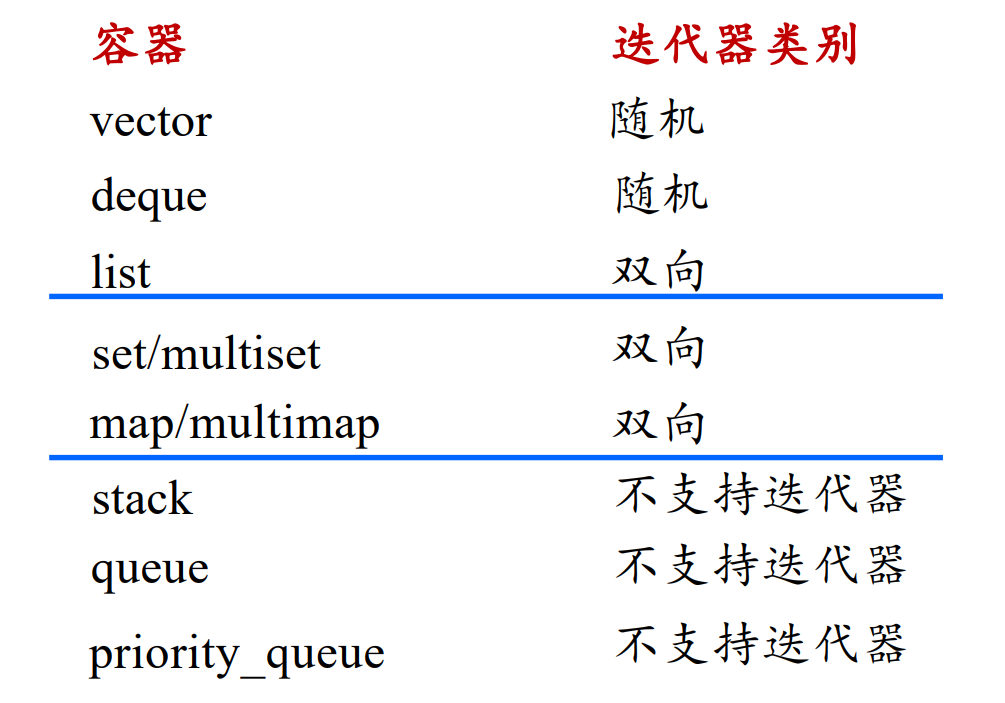 容器 迭代器类别
vector 随机
deque 随机
list 双向
set/multiset 双向
map/multimap 双向
stack 不支持迭代器
queue 不支持迭代器
priority_queue 不支持迭代器